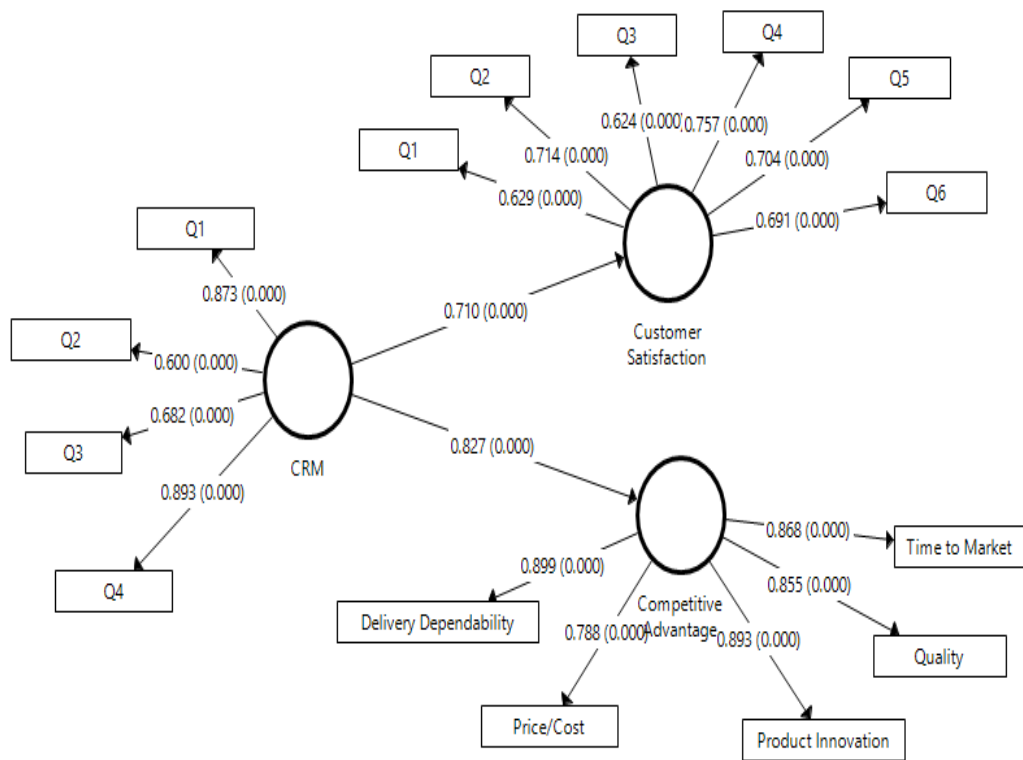 Q3
Q4
Q2
Q5
0.624 (0.000)
0.757 (0.000)
Q1
0.714 (0.000)
0.704 (0.000)
0.629 (0.000)
Q6
0.691 (0.000)
Q1
0.873 (0.000)
0.710 (0.000)
Customer
Satisfaction
Q2
0.600 (0.000)
0.682 (0.000)
Q3
CRM
0.827 (0.000)
0.893 (0.000)
Q4
0.868 (0.000)
Time to Market
0.899 (0.000)
0.855 (0.000)
Delivery Dependability
Competitive
Advantage
0.788 (0.000)
0.893 (0.000)
Quality
Price/Cost
Product Innovation